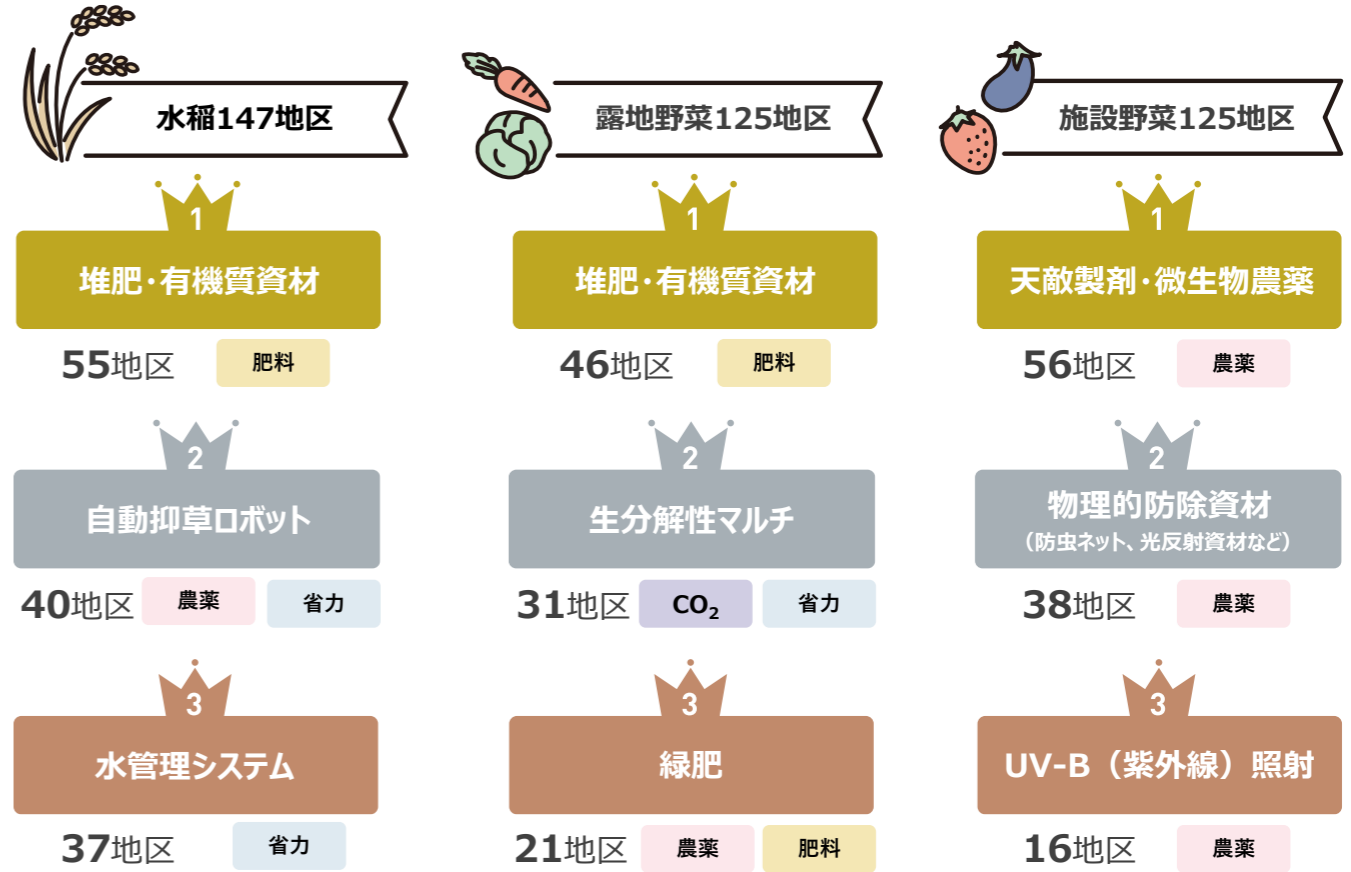 水稲147地区
1
堆肥・有機質資材
55地区
肥料
2
自動抑草ロボット
40地区
農薬
省力
3
水管理システム
37地区
省力
露地野菜125地区
1
堆肥・有機質資材
46地区
肥料
2
生分解性マルチ
31地区
CO₂
省力
3
緑肥
21地区
農薬
肥料
施設野菜125地区
1
天敵製剤・微生物農薬
56地区
農薬
2
物理的防除資材
（防虫ネット、光反射資材など）
38地区
農薬
3
UV-B（紫外線）照射
16地区
農薬